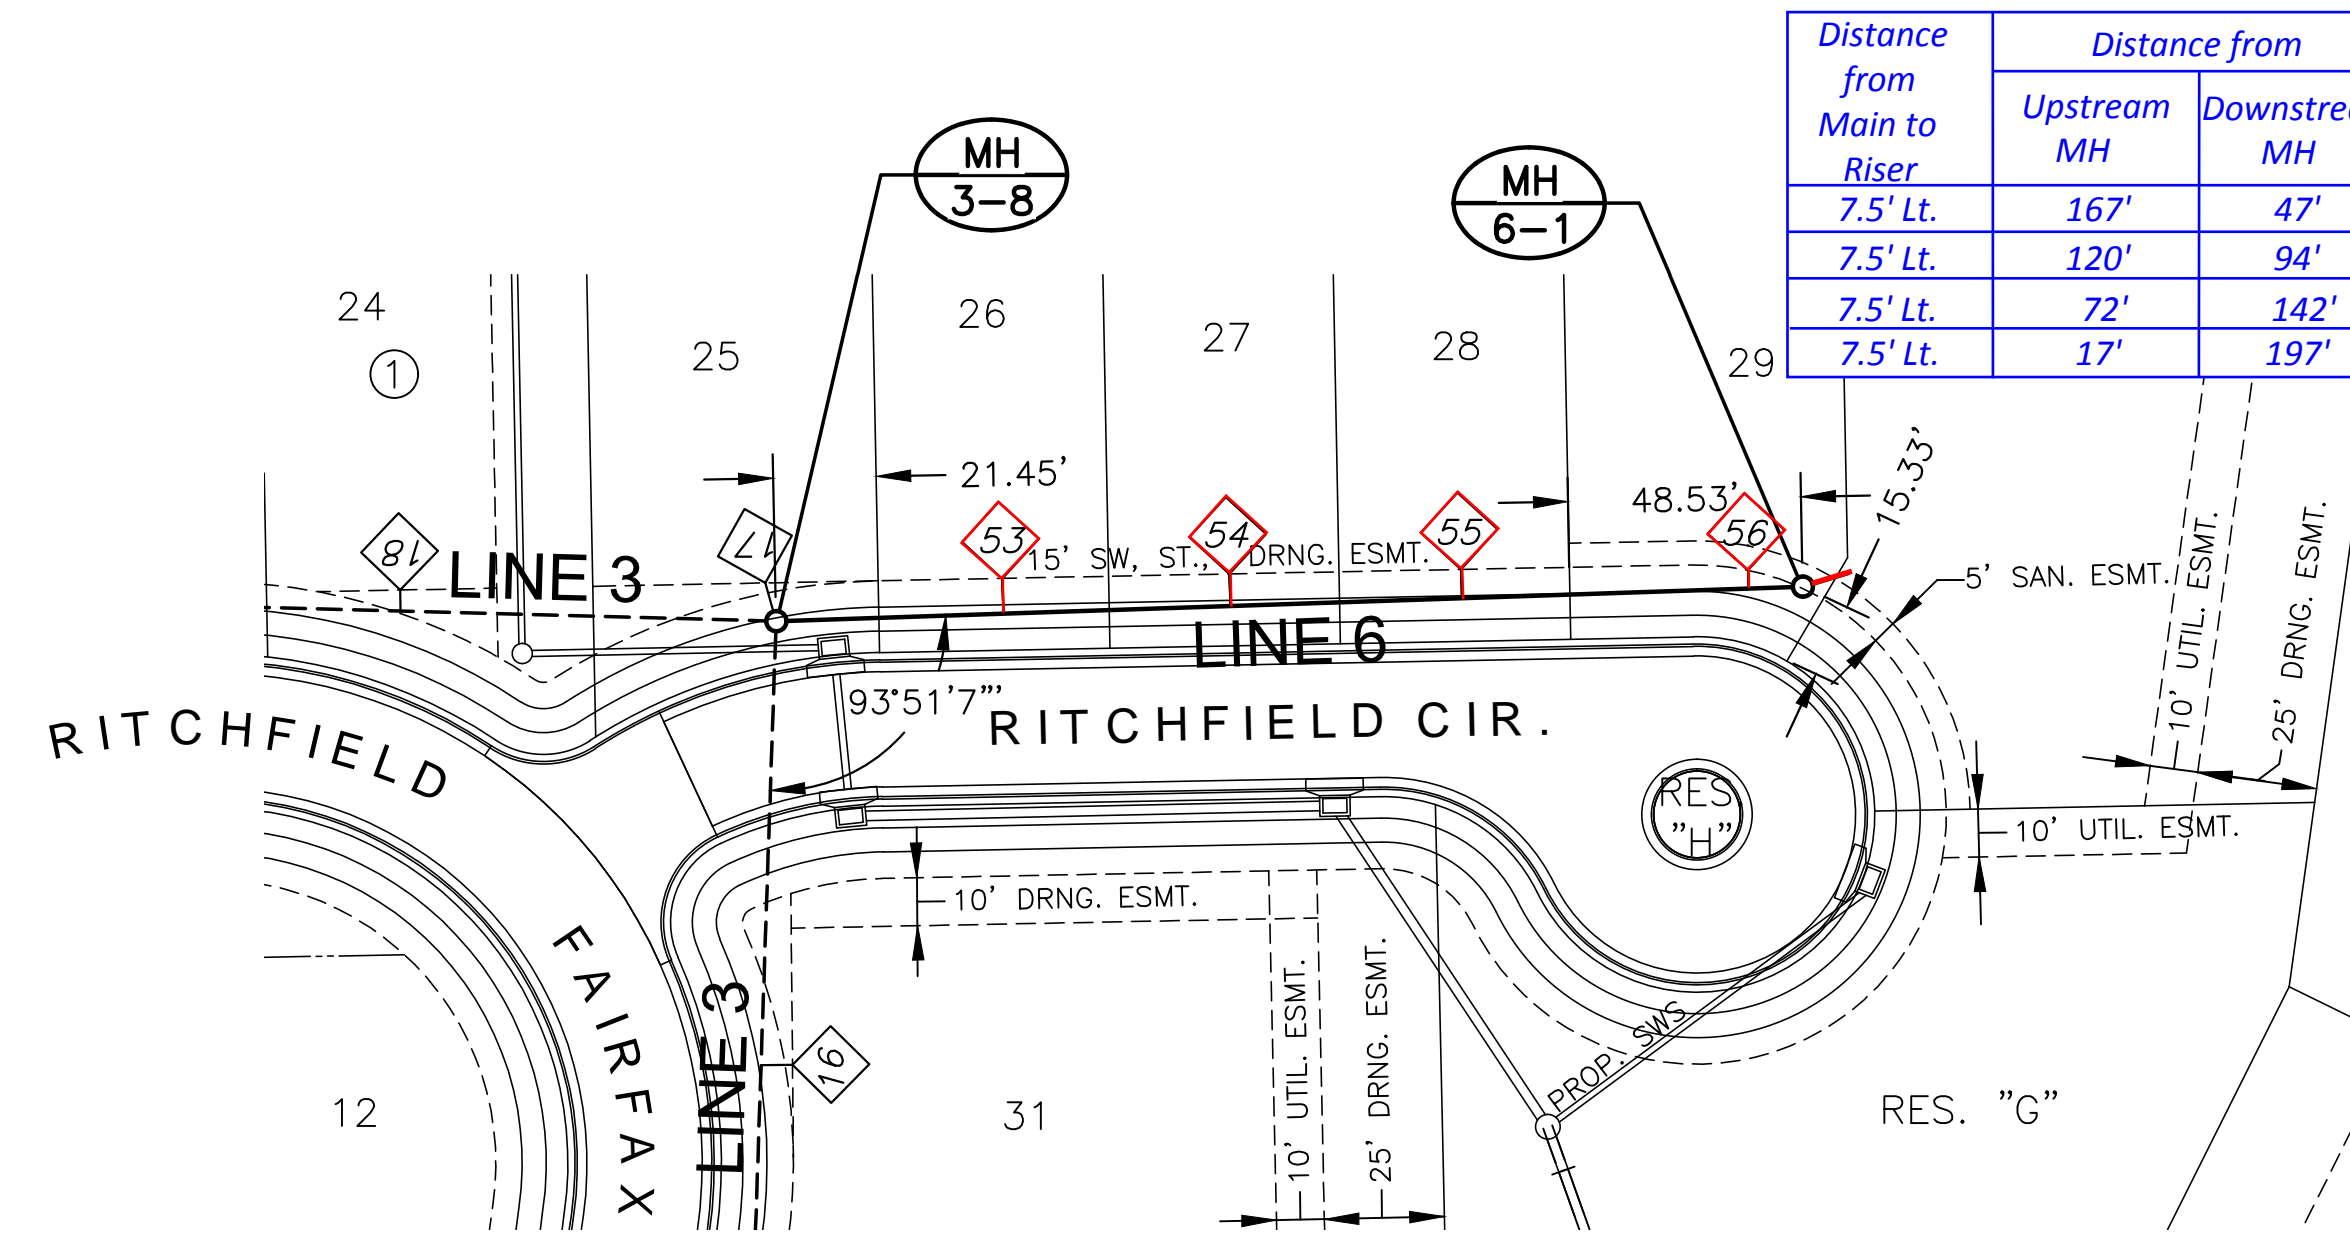 Distance
from
Main to
Riser
Distance from
Upstream
MH
Downstre
MH
7.5' Lt. 167' 47'
7.5' Lt. 120' 94'
7.5' Lt. 72' 142'
7.5' Lt. 17' 197'
MH
3-8
MH
6-1
24
1
25
26
27
28
29
21.45'
48.53'
15.33'
18
LINE 3
17
53
54
55
56
15' SW, ST., DRNG. ESMT.
5' SAN. ESMT.
10' UTIL. ESMT.
25' DRNG. ESMT.
LINE 6
93°51'7"
RITCHFIELD CIR.
RITCHFIELD
FAIRFAX
RES
"H"
10' UTIL. ESMT.
10' DRNG. ESMT.
LINE 3
16
10' UTIL. ESMT.
25' DRNG. ESMT.
PROP. SWS
12
31
RES. "G"